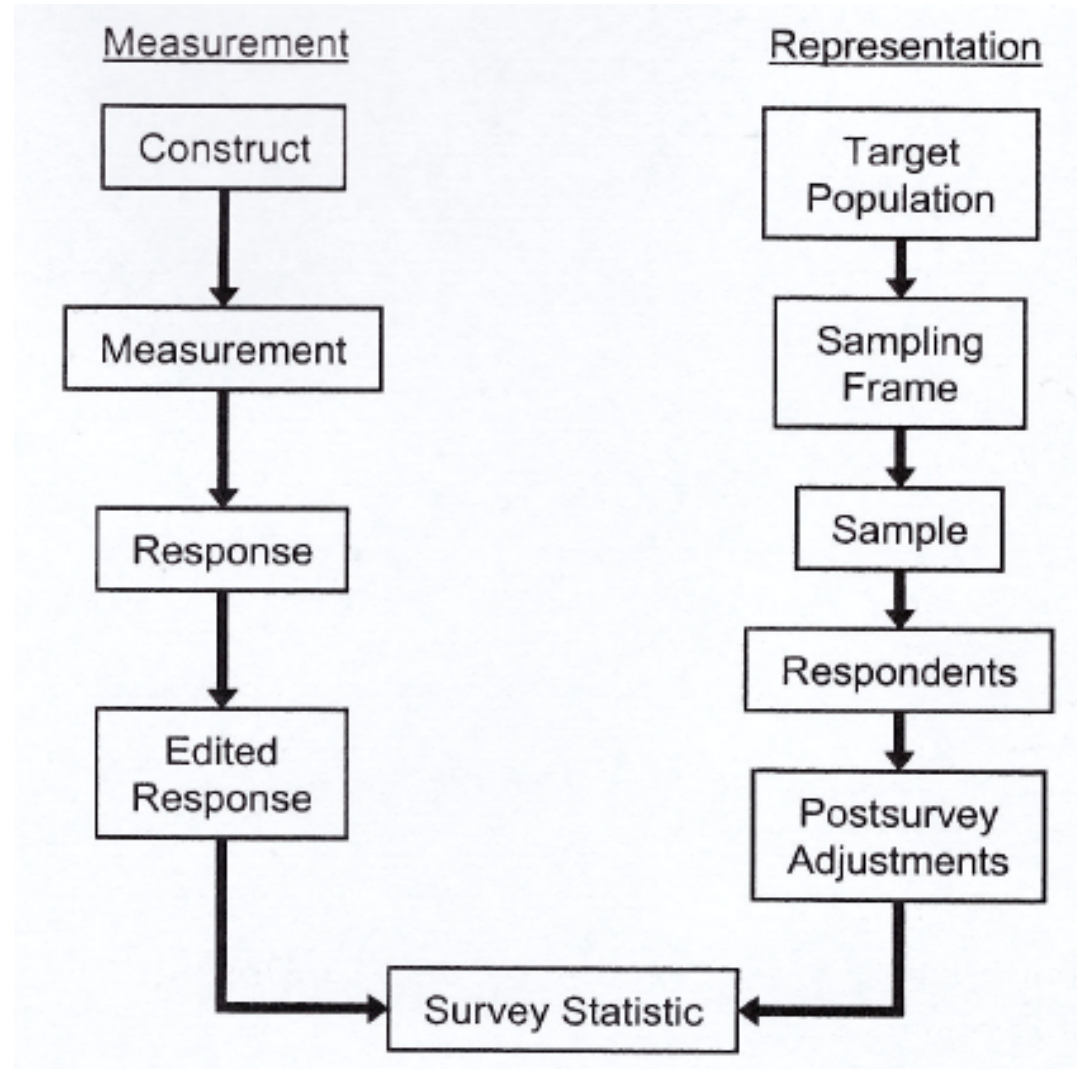 Measurement
Construct
Measurement
Response
Edited
Response
Representation
Target
Population
Sampling
Frame
Sample
Respondents
Postsurvey
Adjustments
Survey Statistic